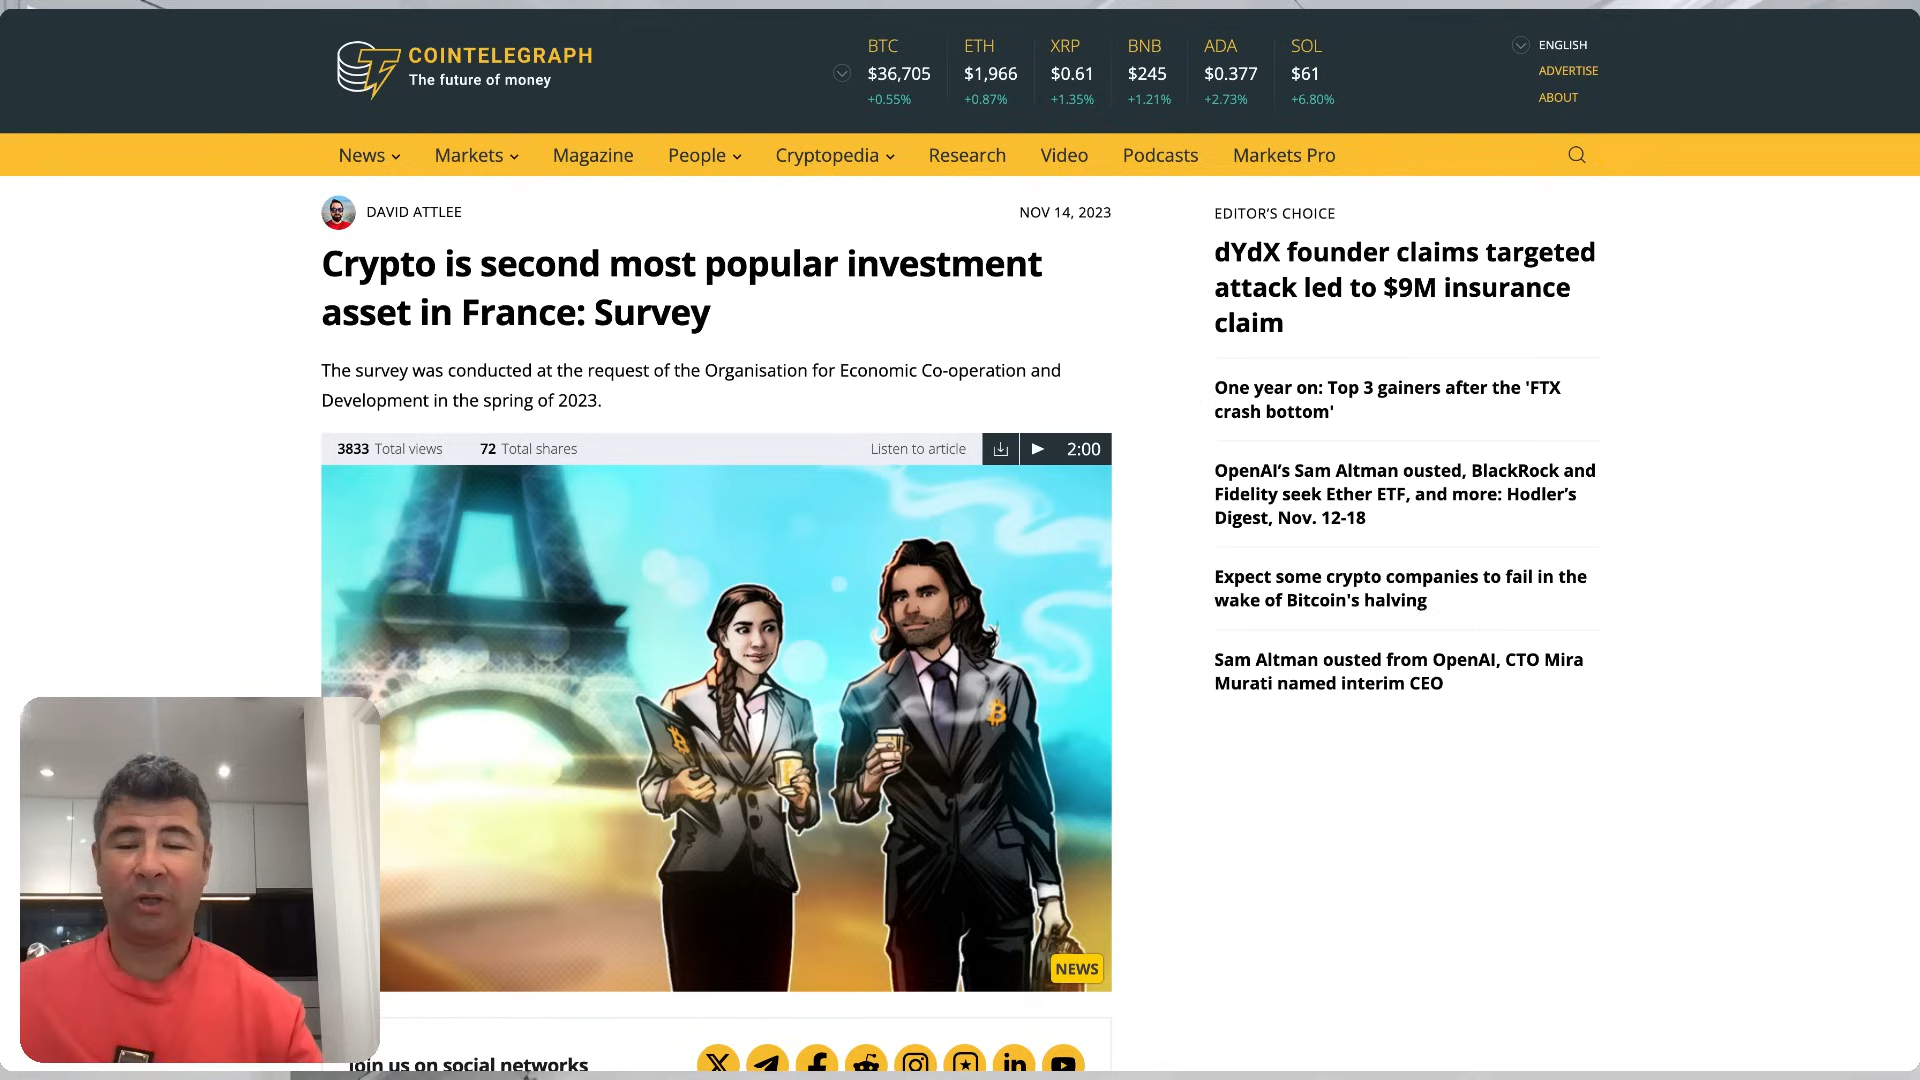 COINTELEGRAPH
The future of money
BTC
$36,705
+0.55%
ETH
$1,966
+0.87%
XRP
$0.61
+1.35%
BNB
$245
+1.21%
ADA
$0.377
+2.73%
SOL
$61
+6.80%
ENGLISH
ADVERTISE
ABOUT
News
Markets
Magazine
People
Cryptopedia
Research
Video
Podcasts
Markets Pro
DAVID ATTLEE
NOV 14, 2023
Crypto is second most popular investment
asset in France: Survey
The survey was conducted at the request of the Organisation for Economic Co-operation and
Development in the spring of 2023.
3833 Total views
72 Total shares
Listen to article
2:00
NEWS
Join us on social networks
EDITOR'S CHOICE
dYdX founder claims targeted
attack led to $9M insurance
claim
One year on: Top 3 gainers after the 'FTX
crash bottom'
OpenAI’s Sam Altman ousted, BlackRock and
Fidelity seek Ether ETF, and more: Hodler’s
Digest, Nov. 12-18
Expect some crypto companies to fail in the
wake of Bitcoin's halving
Sam Altman ousted from OpenAI, CTO Mira
Murati named interim CEO